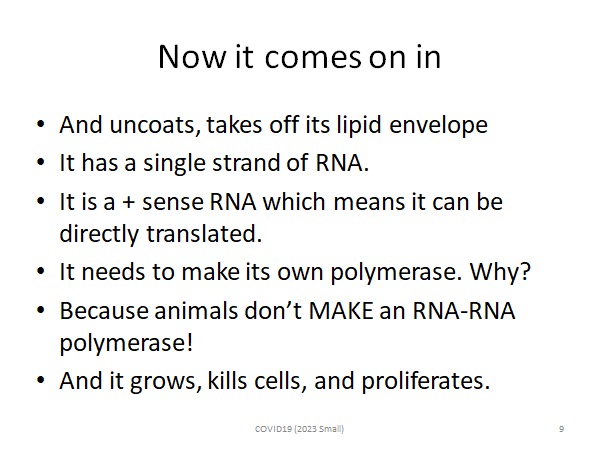 Now it comes on in
• And uncoats, takes off its lipid envelope
• It has a single strand of RNA.
• It is a + sense RNA which means it can be
directly translated.
• It needs to make its own polymerase. Why?
• Because animals don’t MAKE an RNA-RNA
polymerase!
• And it grows, kills cells, and proliferates.
COVID19 (2023 Small)
9